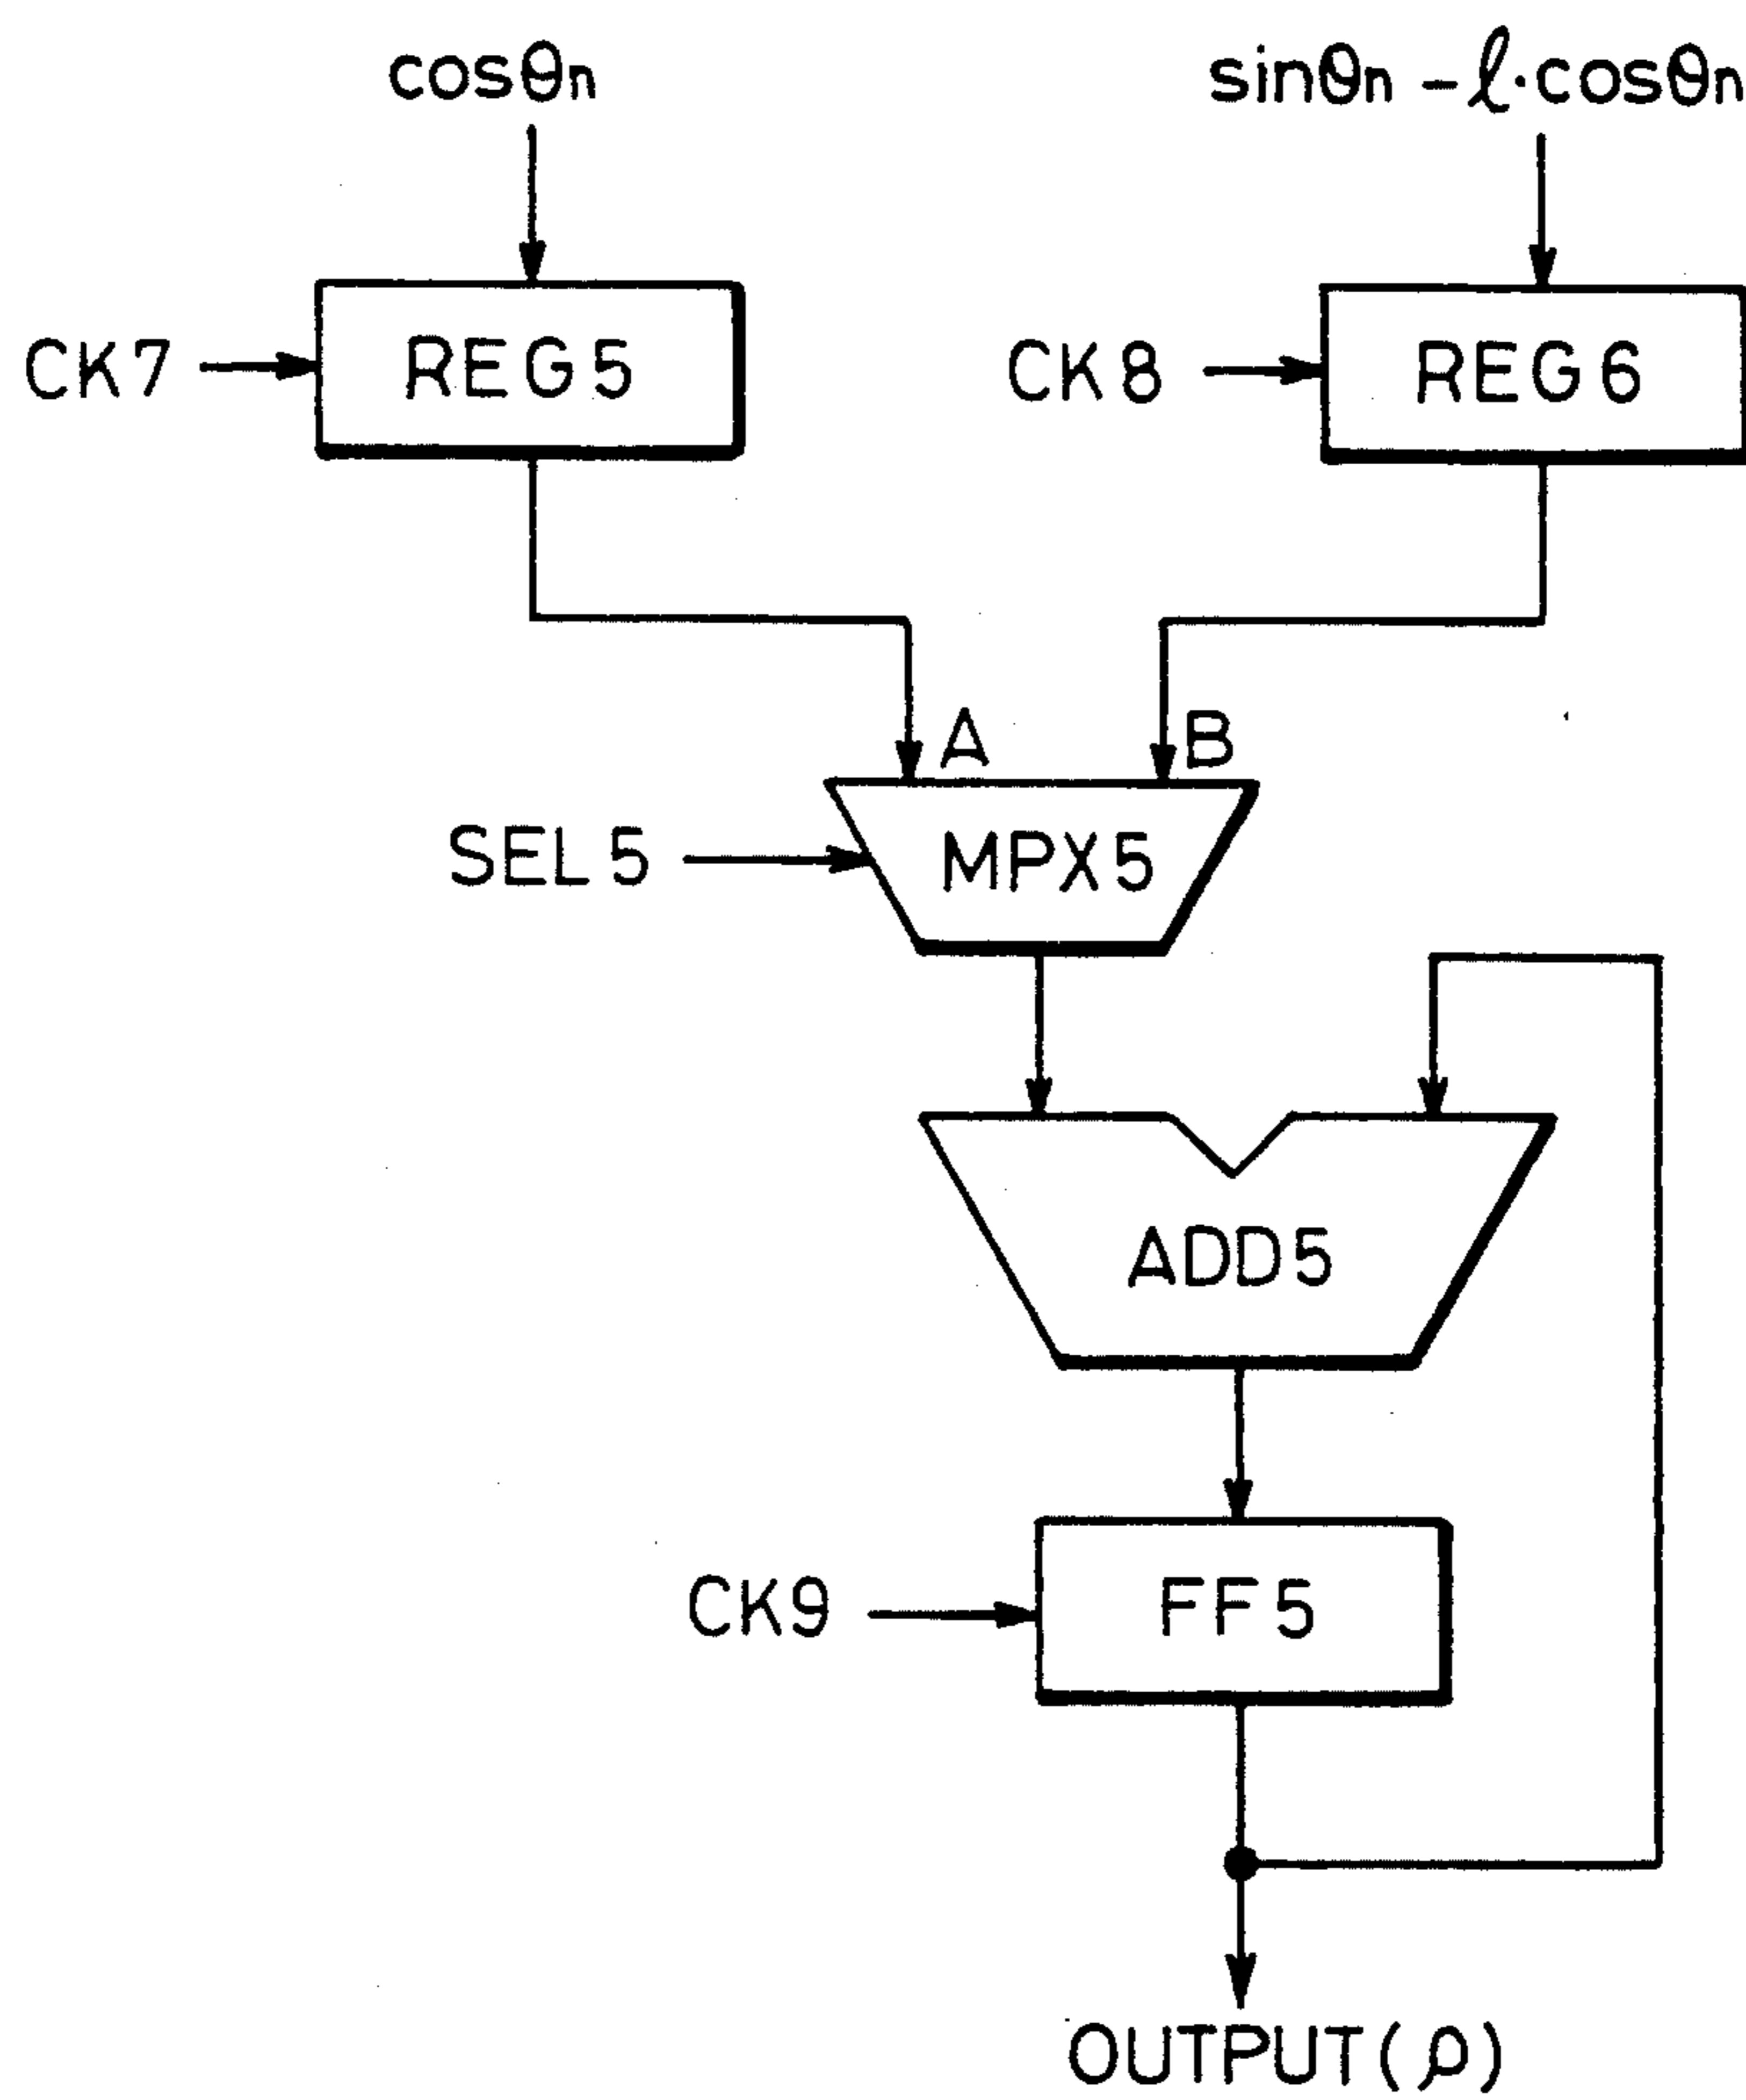 cosθn
sinθn - ℓ·cosθn
CK7
REG5
CK8
REG6
A
B
SEL5
MPX5
ADD5
CK9
FF5
OUTPUT(ρ)